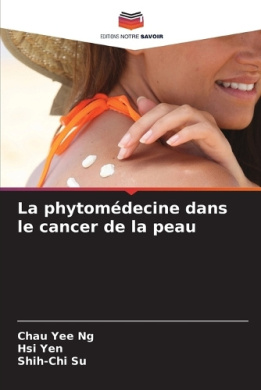 EDITIONS NOTRE SAVOIR
La phytomédecine dans
le cancer de la peau
Chau Yee Ng
Hsi Yen
Shih-Chi Su